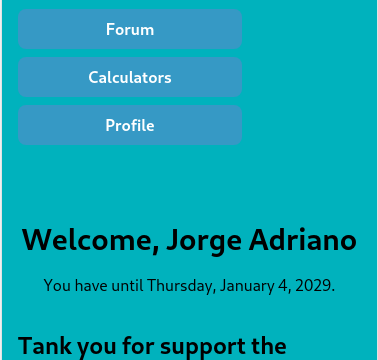 Forum
Calculators
Profile
Welcome, Jorge Adriano
You have until Thursday, January 4, 2029.
Tank you for support the